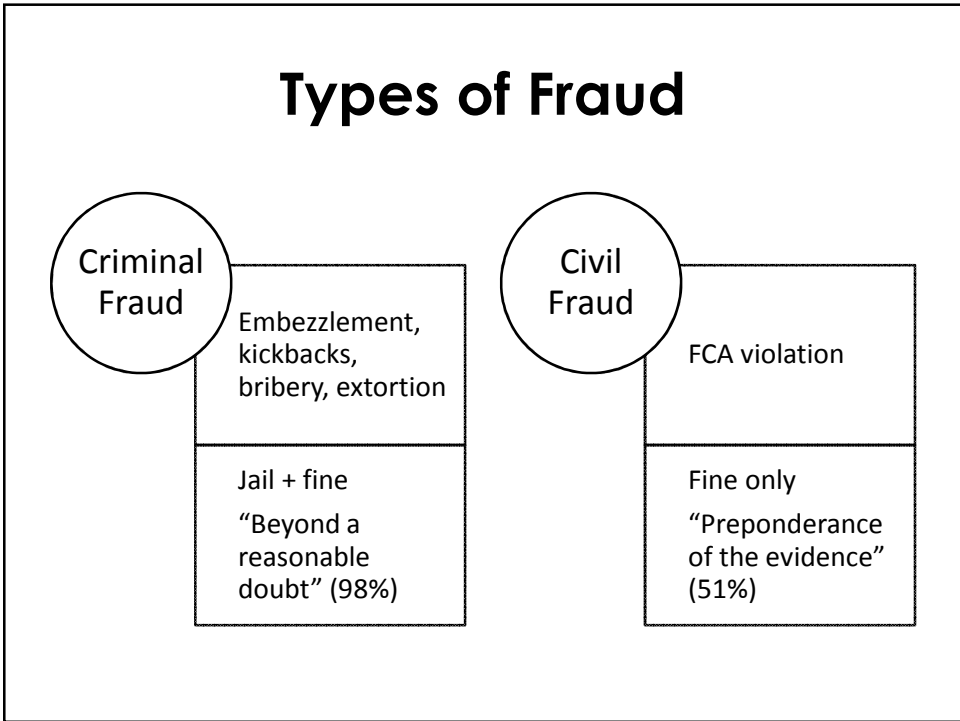 Types of Fraud
Criminal
Fraud
Embezzlement,
kickbacks,
bribery, extortion
Jail + fine
“Beyond a
reasonable
doubt” (98%)
Civil
Fraud
FCA violation
Fine only
“Preponderance
of the evidence”
(51%)